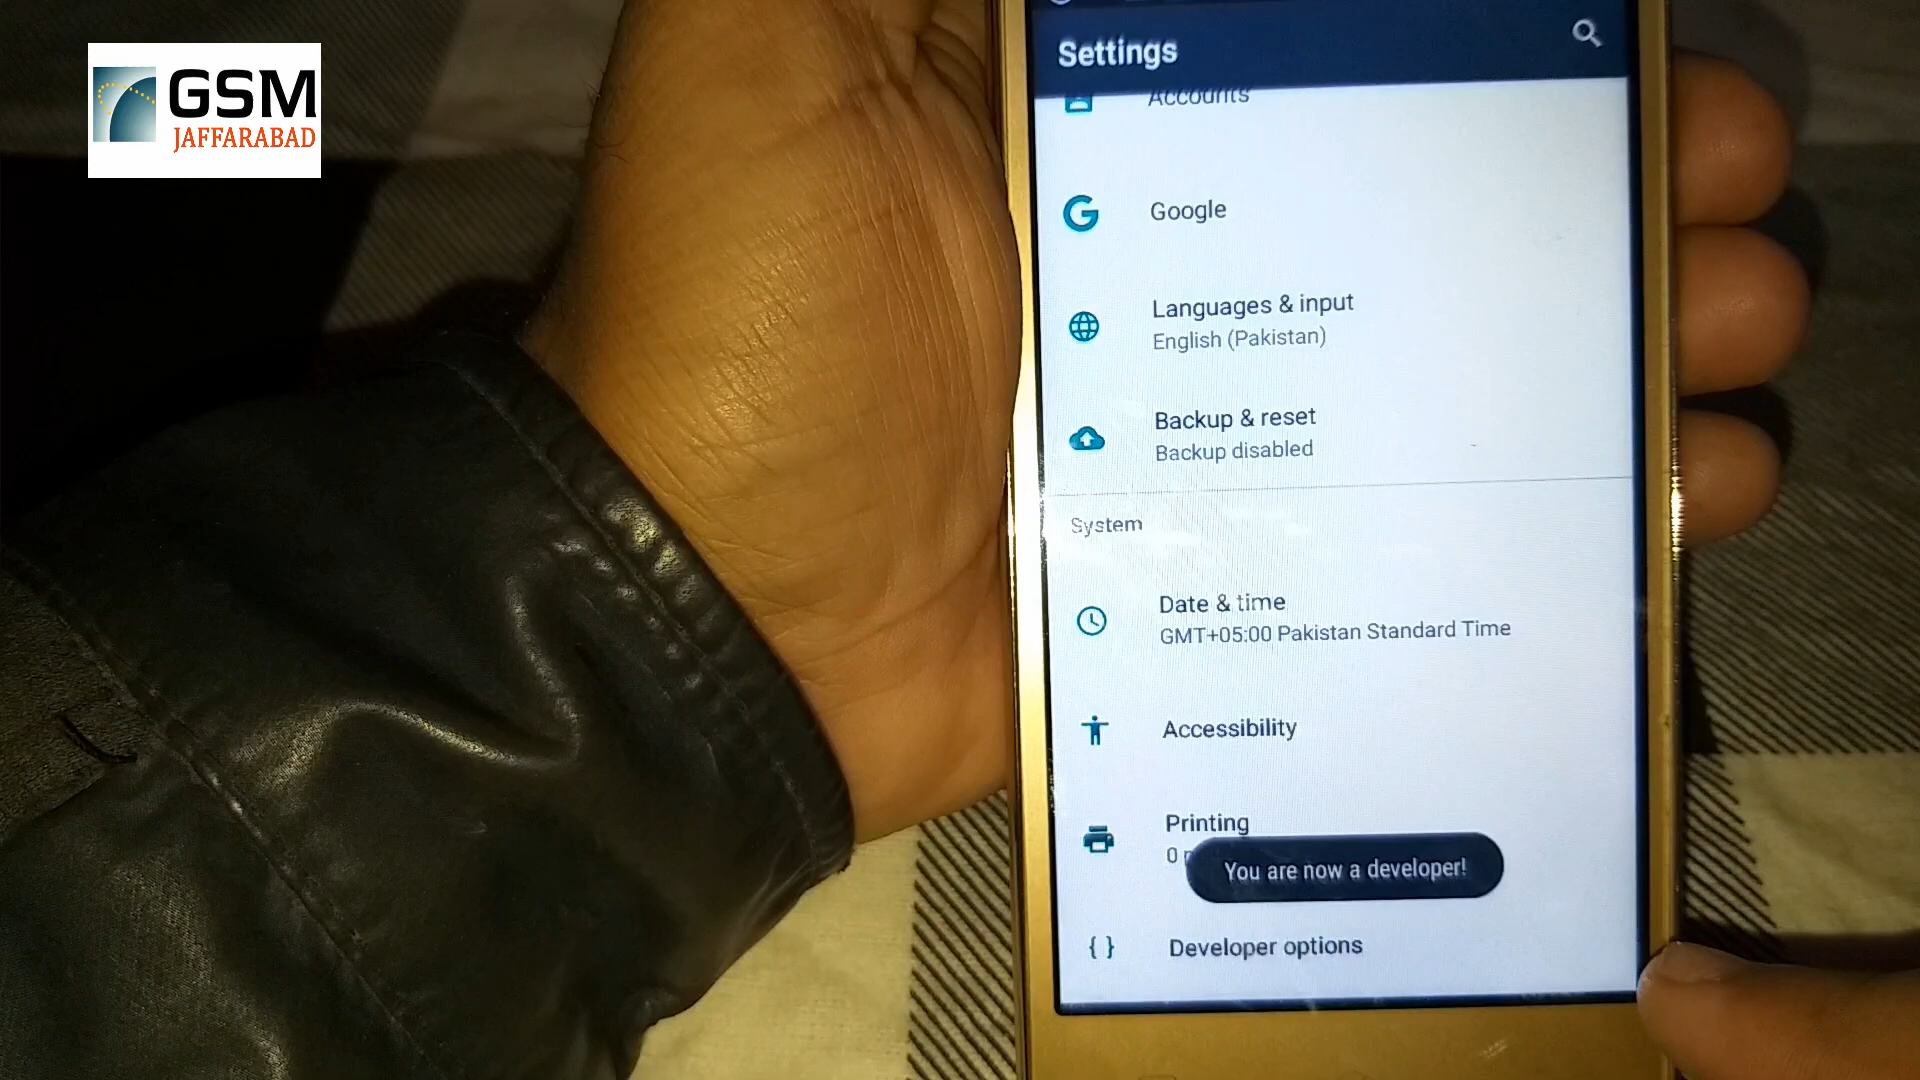 GSM
JAFFARABAD
Settings
Accounts
Google
Languages & input
English (Pakistan)
Backup & reset
Backup disabled
System
Date & time
GMT+05:00 Pakistan Standard Time
Accessibility
Printing
0
You are now a developer!
{ } Developer options